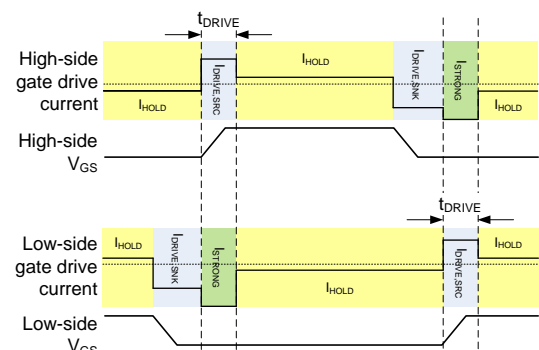 tDRIVE
High-side
gate drive
current
IHOLD
IDRIVE,SRC
IHOLD
IDRIVE,SNK
ISTRONG
IHOLD
High-side
VGS
tDRIVE
Low-side
gate drive
current
IHOLD
IDRIVE,SNK
ISTRONG
IHOLD
IDRIVE,SRC
IHOLD
Low-side
VGS